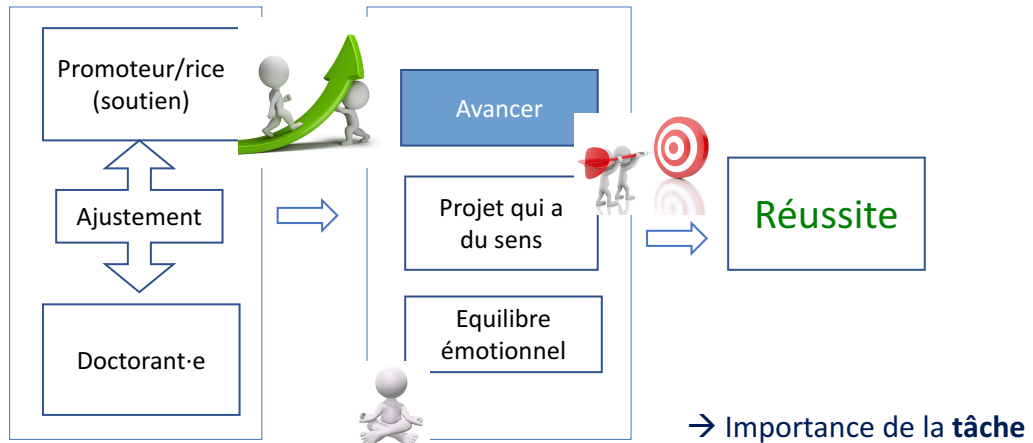 Promoteur/rice
(soutien)
Ajustement
Doctorant·e
Avancer
Projet qui a
du sens
Equilibre
émotionnel
Réussite
→ Importance de la tâche